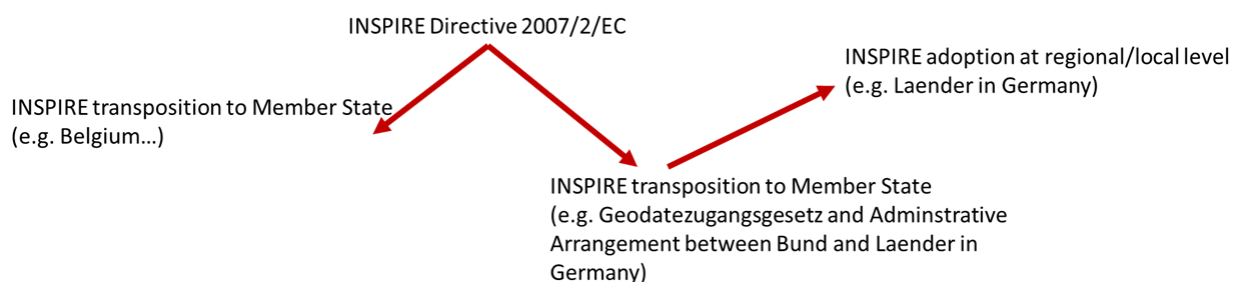 INSPIRE Directive 2007/2/EC
INSPIRE adoption at regional/local level
(e.g. Laender in Germany)
INSPIRE transposition to Member State
(e.g. Belgium…)
INSPIRE transposition to Member State
(e.g. Geodatezugangsgesetz and Adminstrative
Arrangement between Bund and Laender in
Germany)